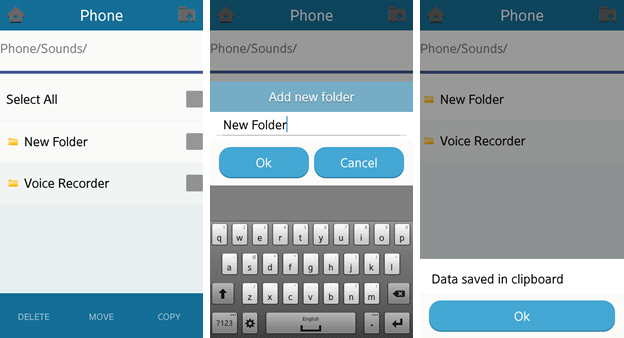 Phone
Phone/Sounds/
Select All
New Folder
Voice Recorder
DELETE MOVE COPY
Phone
Phone/Sounds/
Add new folder
New Folder
Ok Cancel
q w e r t y u i o p
a s d f g h j k l -
z x c v b n m
?123 English .
Phone
Phone/Sounds/
New Folder
Voice Recorder
Data saved in clipboard
Ok